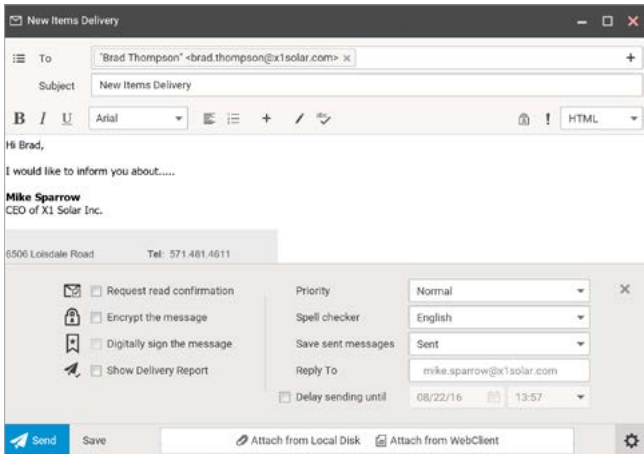 New Items Delivery
To "Brad Thompson" <brad.thompson@x1solar.com>
Subject New Items Delivery
B I U Arial abc HTML
Hi Brad,
I would like to inform you about.....
Mike Sparrow
CEO of X1 Solar Inc.
6506 Loisdale Road Tel: 571.481.4611
Request read confirmation Priority Normal
Encrypt the message Spell checker English
Digitally sign the message Save sent messages Sent
Show Delivery Report Reply To mike.sparrow@x1solar.com
Delay sending until 08/22/16 13:57
Send Save Attach from Local Disk Attach from WebClient